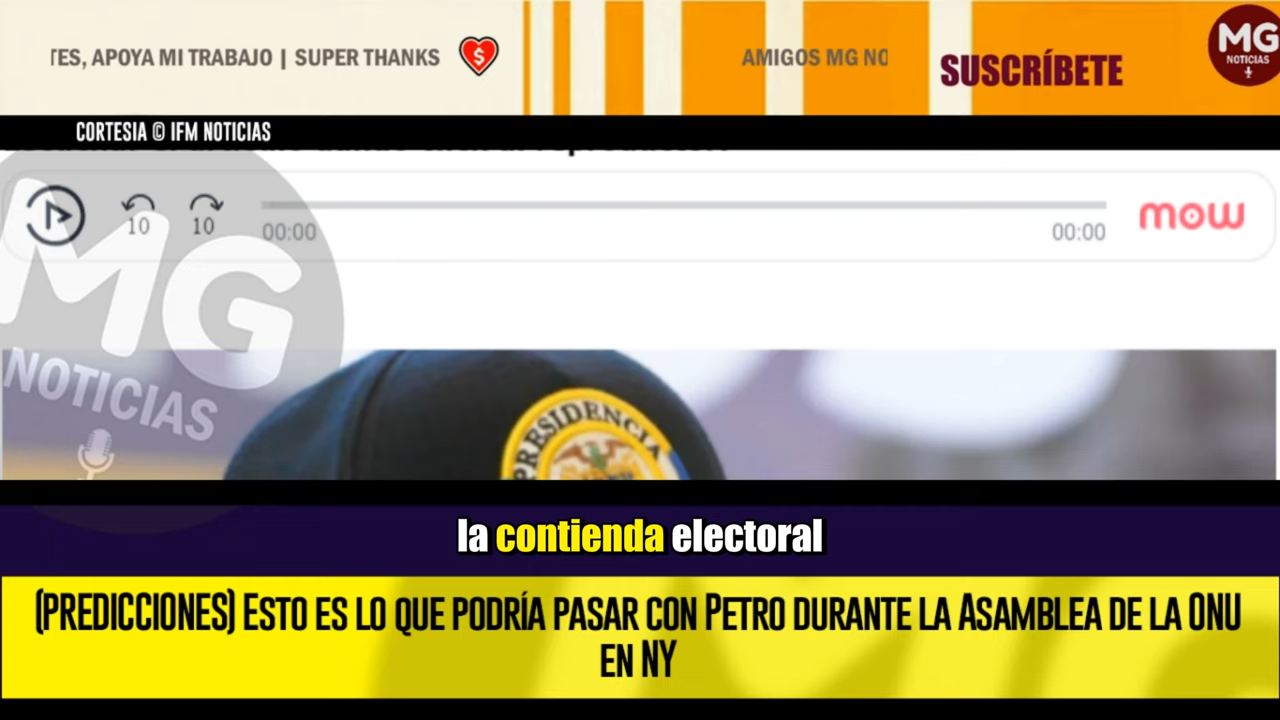 TES, APOYA MI TRABAJO | SUPER THANKS
AMIGOS MG NO
SUSCRÍBETE
MG
NOTICIAS
CORTESIA © IFM NOTICIAS
10
10
00:00
00:00
mow
MG
NOTICIAS
PRESIDENCIA
la contienda electoral
(PREDICCIONES) ESTO ES LO QUE PODRÍA PASAR CON PETRO DURANTE LA ASAMBLEA DE LA ONU
EN NY